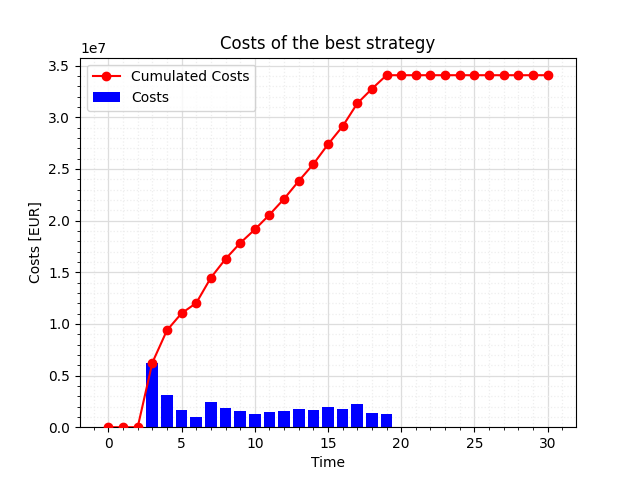 Costs of the best strategy
1e7
Cumulated Costs
Costs
3.5
3.0
2.5
2.0
1.5
1.0
0.5
0.0
Costs [EUR]
0 5 10 15 20 25 30
Time